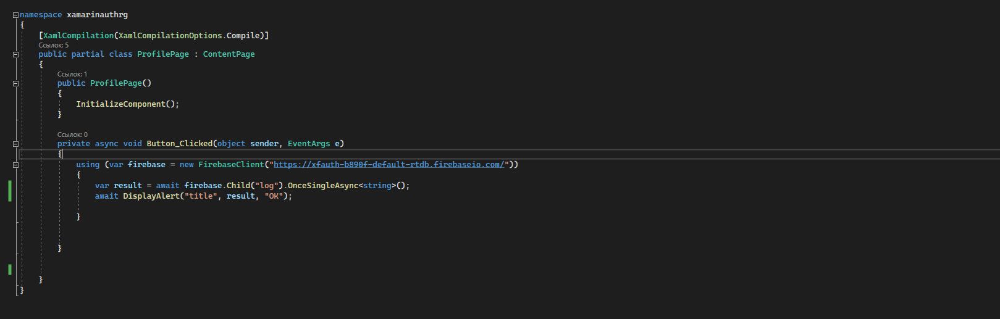 namespace xamarinauthrg
{
[XamlCompilation(XamlCompilationOptions.Compile)]
Ссылок: 5
public partial class ProfilePage : ContentPage
{
Ссылок: 1
public ProfilePage()
{
InitializeComponent();
}
Ссылок: 0
private async void Button_Clicked(object sender, EventArgs e)
{
using (var firebase = new FirebaseClient("https://xfauth-b890f-default-rtdb.firebaseio.com/"))
{
var result = await firebase.Child("log").OnceSingleAsync<string>();
await DisplayAlert("title", result, "OK");
}
}
}
}